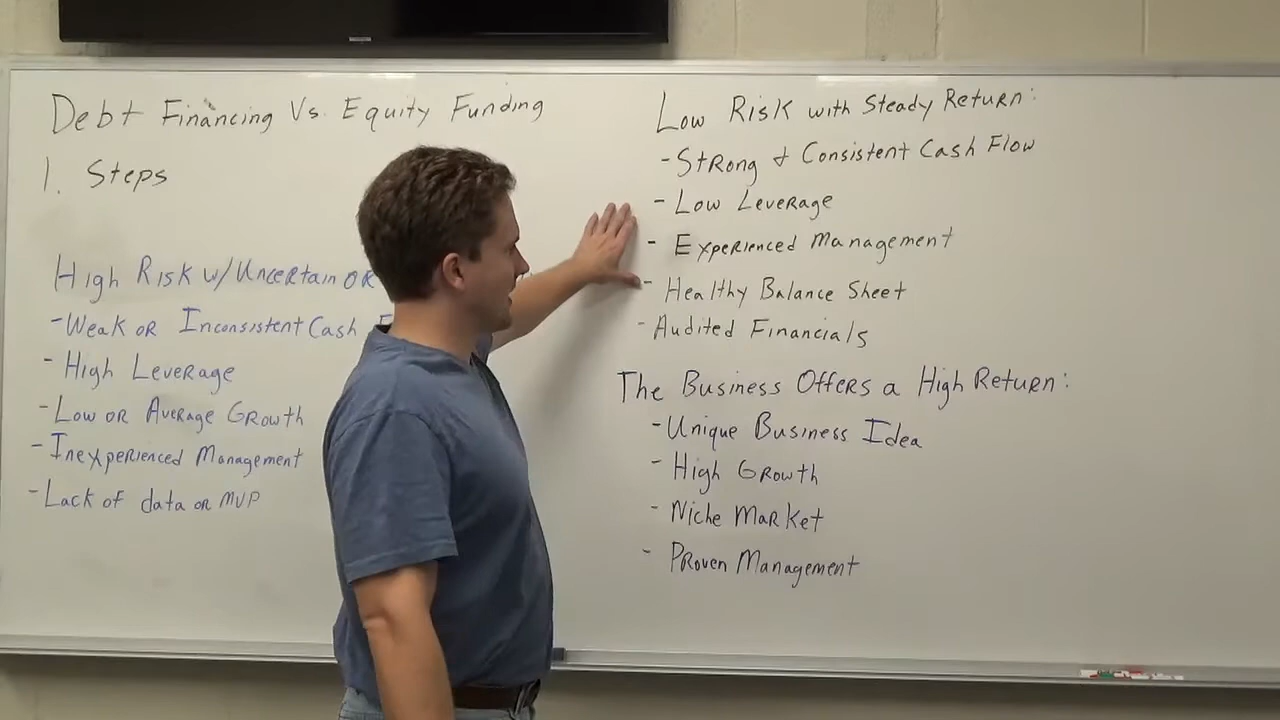 Debt Financing Vs. Equity Funding
1. Steps
High Risk w/ Uncertain OR
-Weak or Inconsistent Cash
- High Leverage
-Low or Average Growth
-Inexperienced Management
-Lack of data or MVP
Low Risk with Steady Return:
-Strong & Consistent Cash Flow
- Low Leverage
- Experienced Management
- Healthy Balance Sheet
- Audited Financials
The Business Offers a High Return:
-Unique Business Idea
- High Growth
- Niche Market
- Proven Management